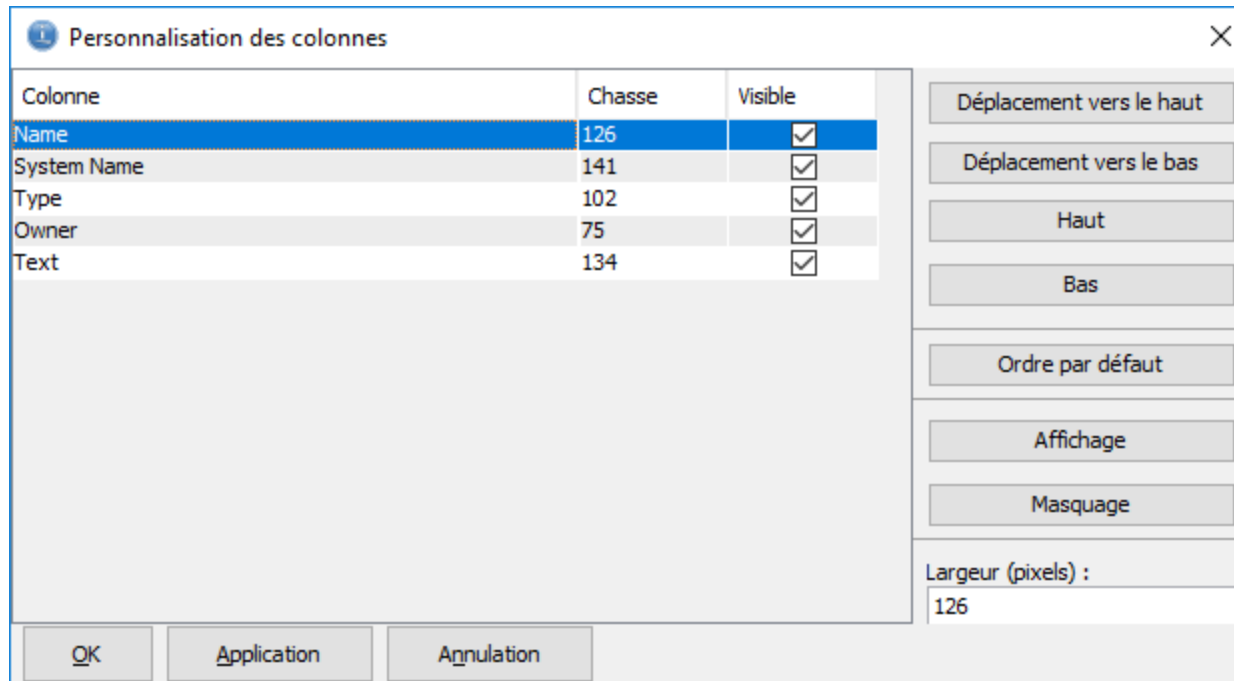 Personnalisation des colonnes
Colonne Chasse Visible
Name 126
System Name 141
Type 102
Owner 75
Text 134
Déplacement vers le haut
Déplacement vers le bas
Haut
Bas
Ordre par défaut
Affichage
Masquage
Largeur (pixels) :
126
OK Application Annulation